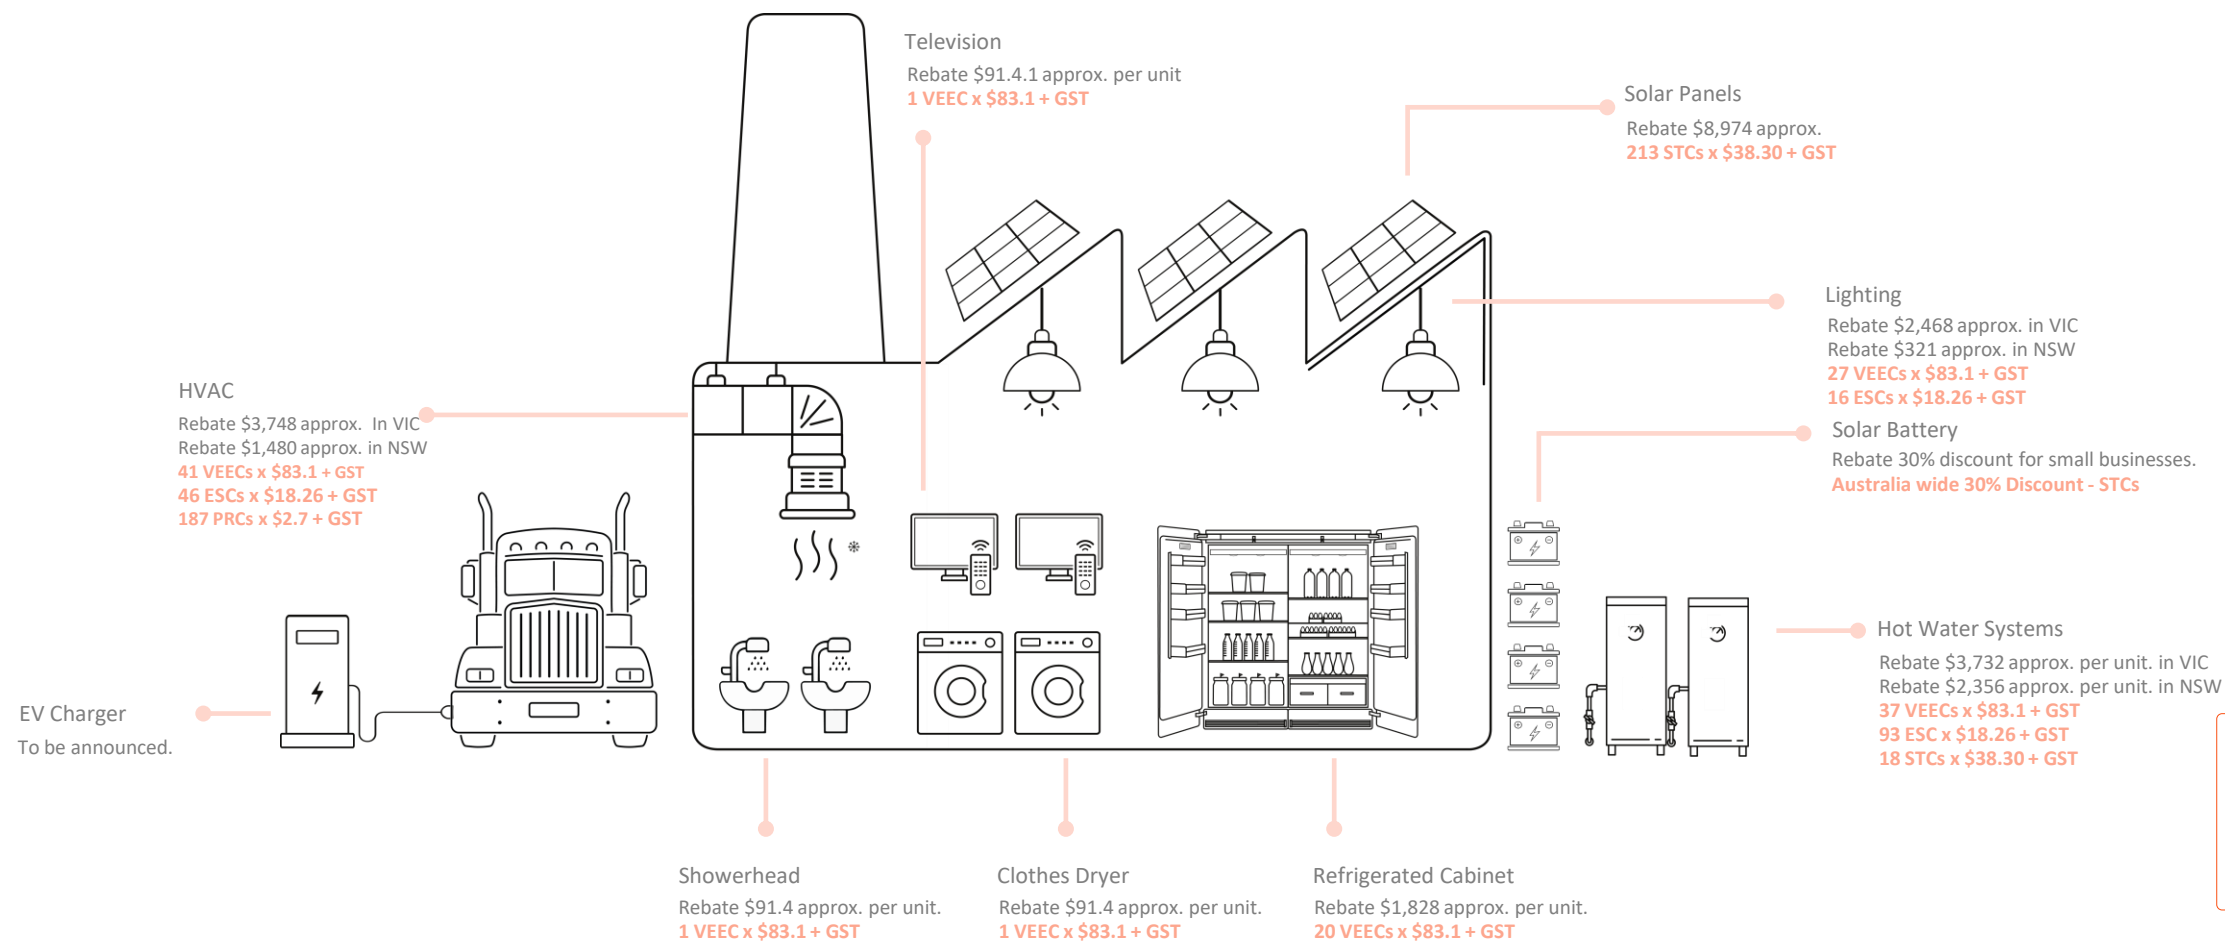 Television
Rebate $91.4.1 approx. per unit
1 VEEC x $83.1 + GST
Solar Panels
Rebate $8,974 approx.
213 STCs x $38.30 + GST
Lighting
Rebate $2,468 approx. in VIC
Rebate $321 approx. in NSW
27 VEECs x $83.1 + GST
16 ESCs x $18.26 + GST
HVAC
Rebate $3,748 approx. In VIC
Rebate $1,480 approx. in NSW
41 VEECs x $83.1 + GST
46 ESCs x $18.26 + GST
187 PRCs x $2.7 + GST
Solar Battery
Rebate 30% discount for small businesses.
Australia wide 30% Discount - STCs
Hot Water Systems
Rebate $3,732 approx. per unit. in VIC
Rebate $2,356 approx. per unit. in NSW
37 VEECs x $83.1 + GST
93 ESC x $18.26 + GST
18 STCs x $38.30 + GST
EV Charger
To be announced.
Showerhead
Rebate $91.4 approx. per unit.
1 VEEC x $83.1 + GST
Clothes Dryer
Rebate $91.4 approx. per unit.
1 VEEC x $83.1 + GST
Refrigerated Cabinet
Rebate $1,828 approx. per unit.
20 VEECs x $83.1 + GST